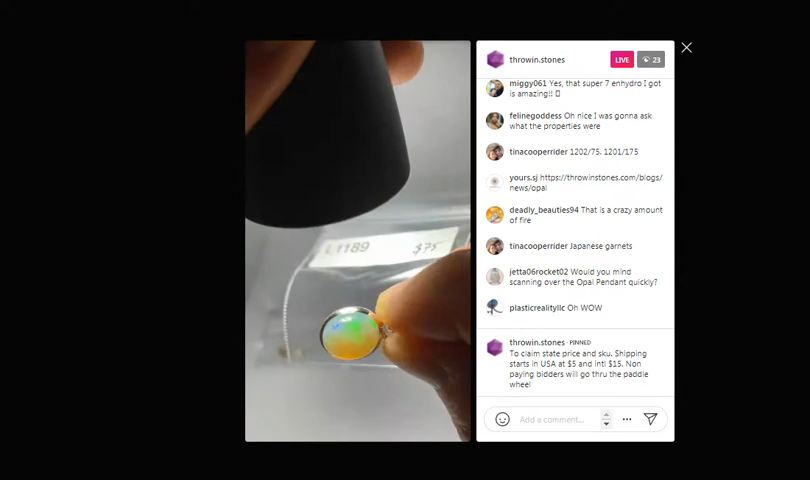 throwin.stones
LIVE
23
miggy061 Yes, that super 7 enhydro I got
is amazing!!
felinegoddess Oh nice I was gonna ask
what the properties were
tinacooperrider 1202/75. 1201/175
yours.sj https://throwinstones.com/blogs/
news/opal
deadly_beauties94 That is a crazy amount
of fire
tinacooperrider Japanese garnets
jetta06rocket02 Would you mind
scanning over the Opal Pendant quickly?
plasticrealityllc Oh WOW
throwin.stones · PINNED
To claim state price and sku. Shipping
starts in USA at $5 and intl $15. Non
paying bidders will go thru the paddle
wheel
Add a comment...
L1189 $75